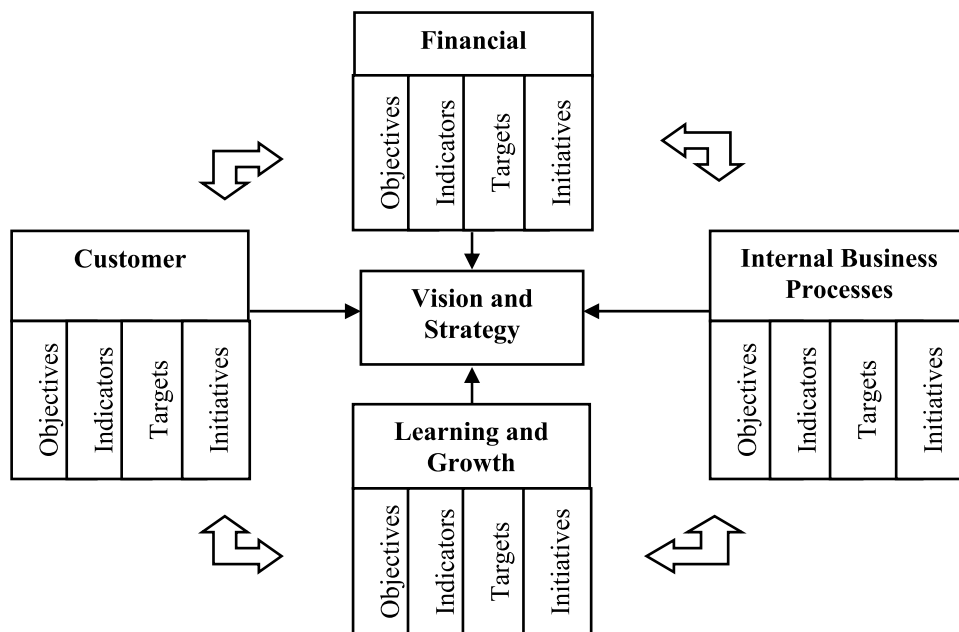 Financial
Objectives
Indicators
Targets
Initiatives
Customer
Objectives
Indicators
Targets
Initiatives
Vision and
Strategy
Internal Business
Processes
Objectives
Indicators
Targets
Initiatives
Learning and
Growth
Objectives
Indicators
Targets
Initiatives